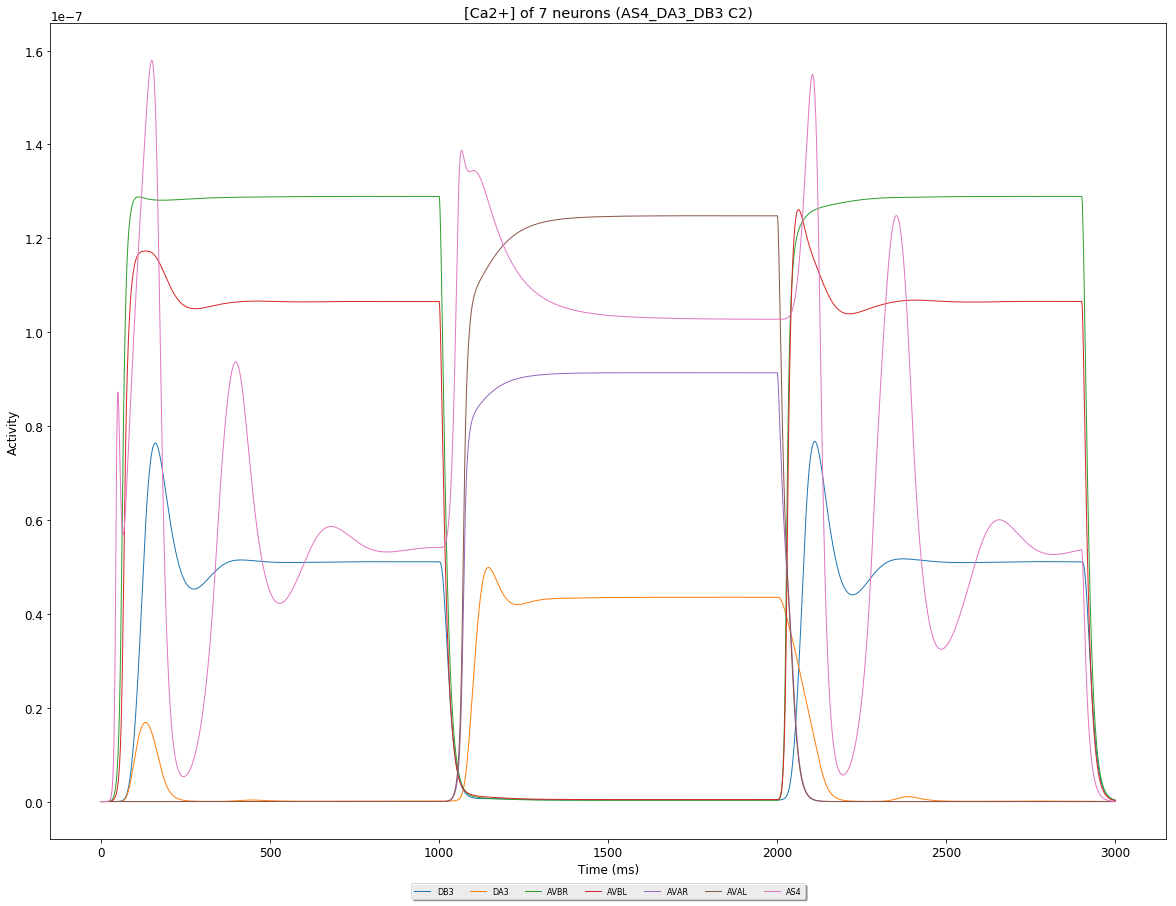 [Ca2+] of 7 neurons (AS4_DA3_DB3 C2)
1e−7
1.6
1.4
1.2
1.0
0.8
0.6
0.4
0.2
0.0
Activity
0 500 1000 1500 2000 2500 3000
Time (ms)
DB3 DA3 AVBR AVBL AVAR AVAL AS4